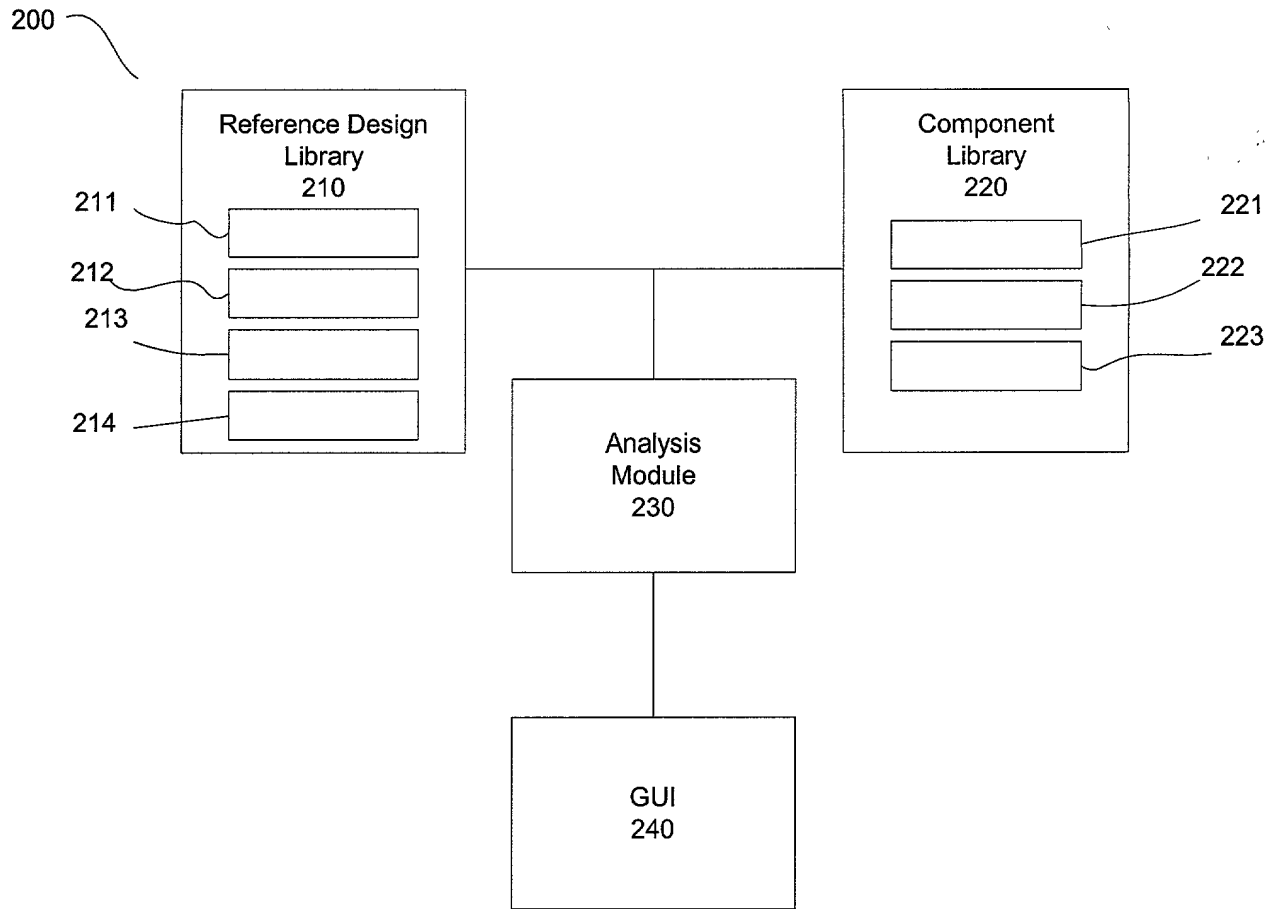 200
Reference Design
Library
210
211
212
213
214
Component
Library
220
221
222
223
Analysis
Module
230
GUI
240